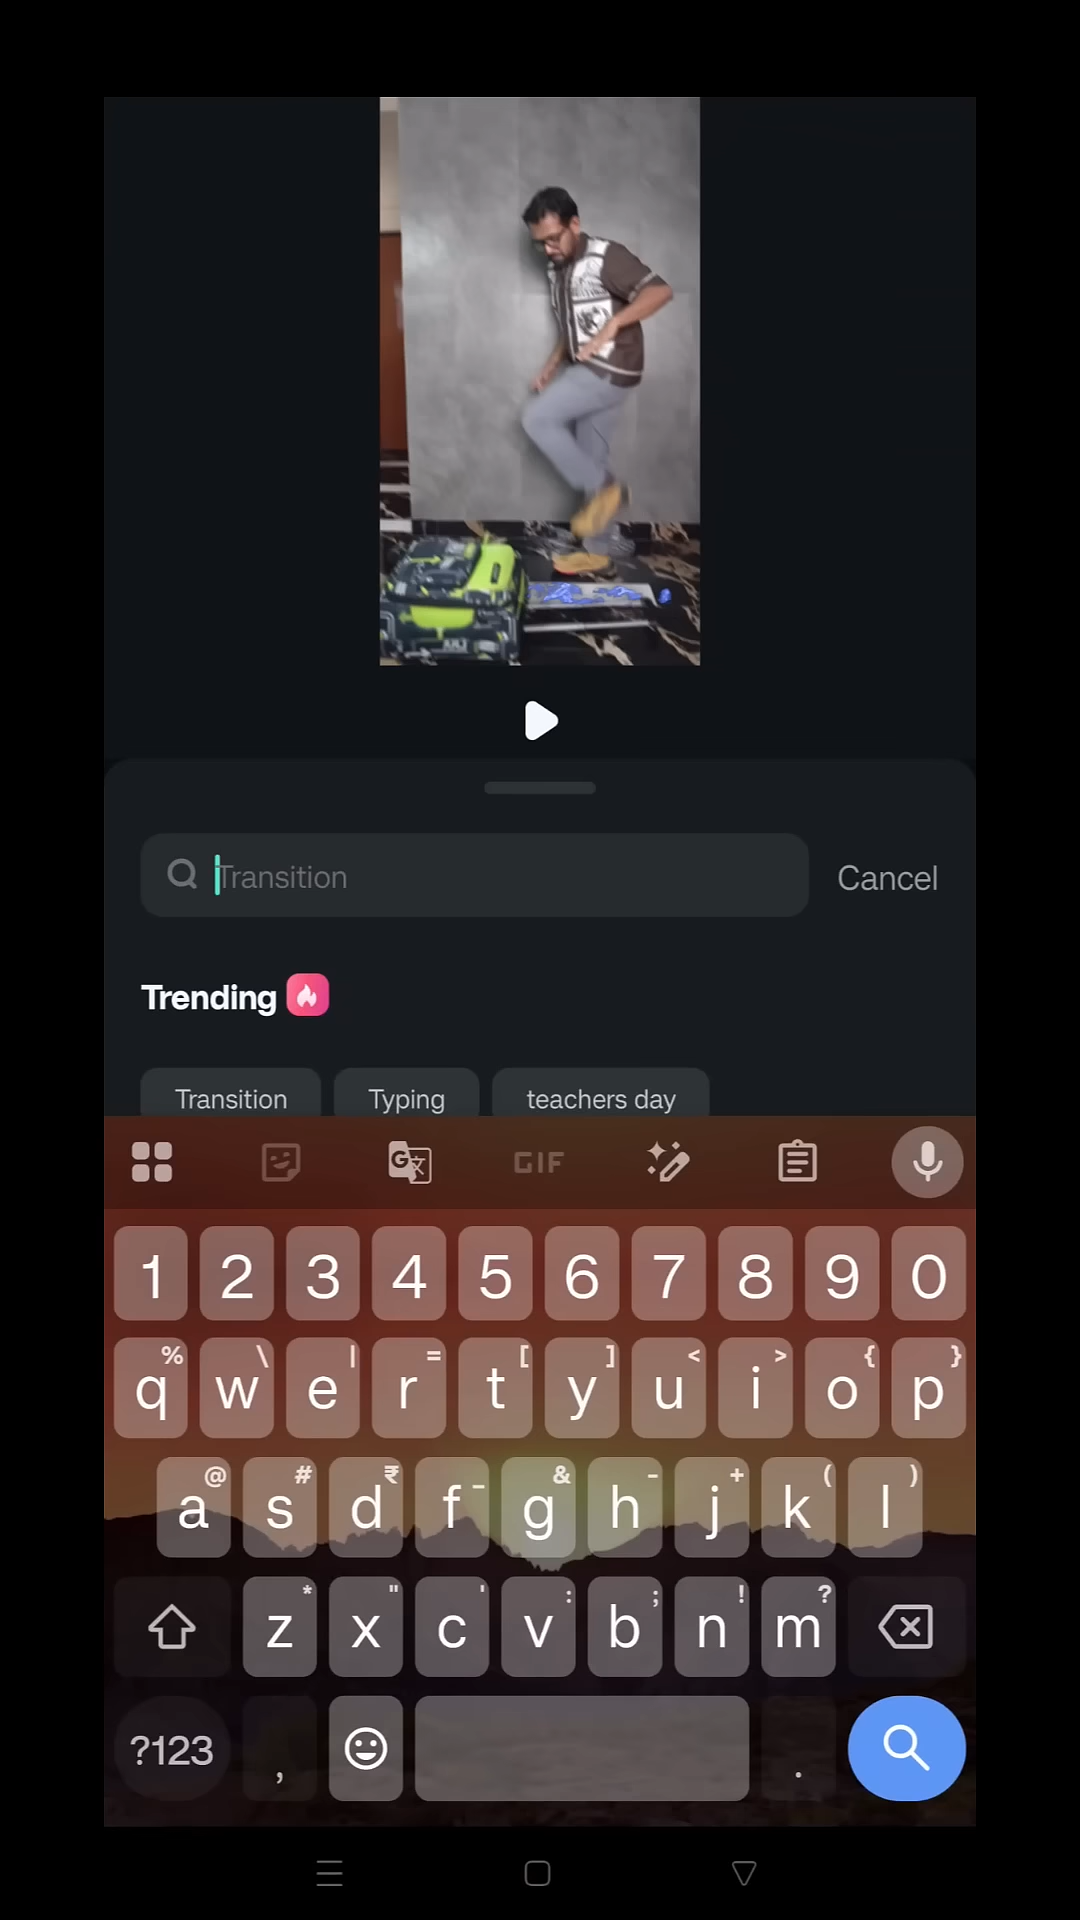 Transition
Cancel
Trending
Transition Typing teachers day
G GIF
1 2 3 4 5 6 7 8 9 0
% \ | = [ ] < > { }
q w e r t y u i o p
@ # ₹ _ & - + ( )
a s d f g h j k l
* " ' : ; ! ?
z x c v b n m
?123 , .